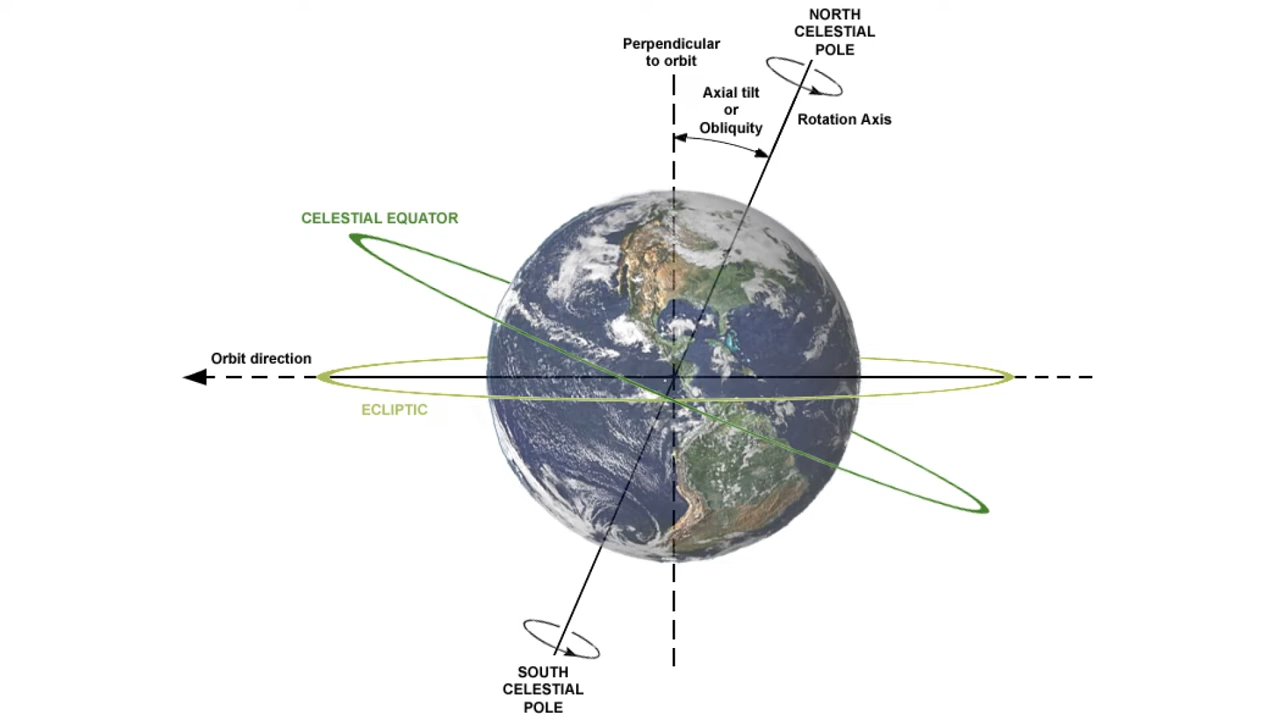 NORTH
CELESTIAL
POLE
Perpendicular
to orbit
Axial tilt
or
Obliquity
Rotation Axis
CELESTIAL EQUATOR
Orbit direction
ECLIPTIC
SOUTH
CELESTIAL
POLE